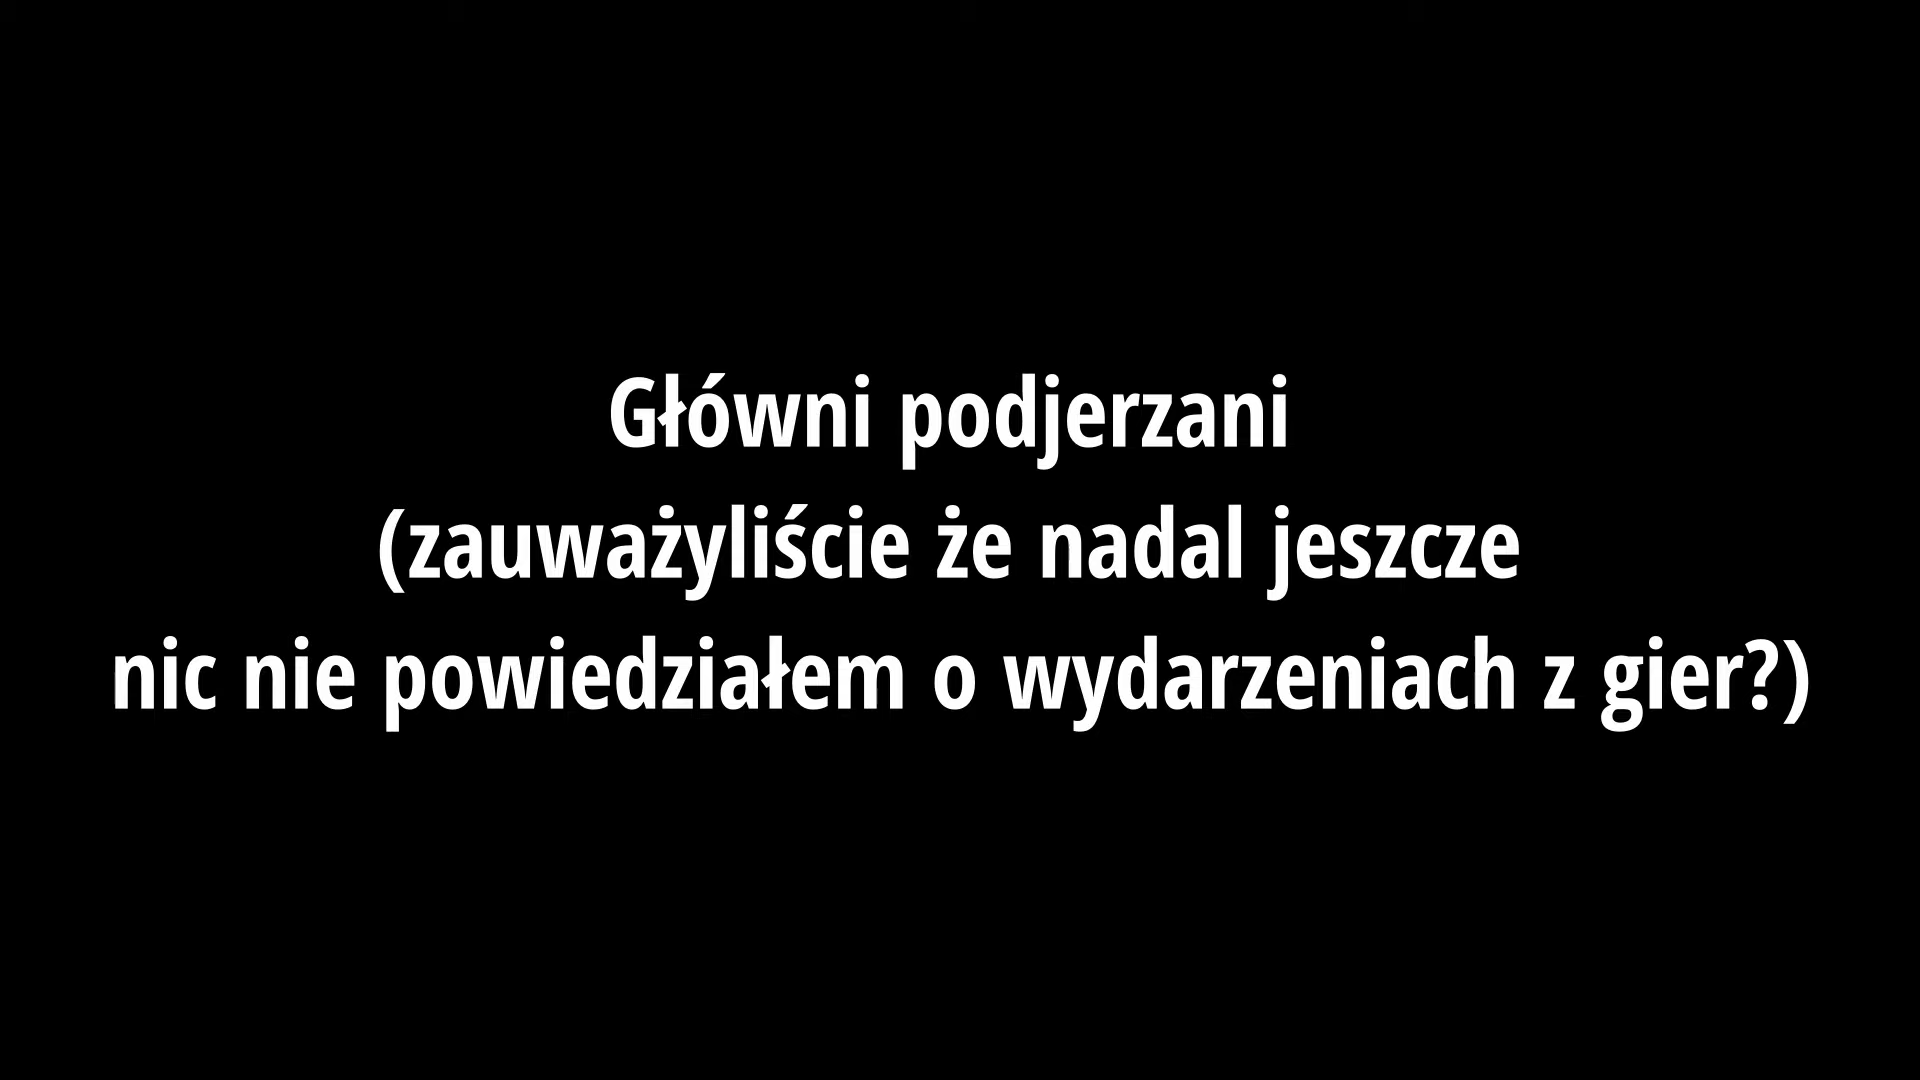 Główni podjerzani
(zauważyliście że nadal jeszcze
nic nie powiedziałem o wydarzeniach z gier?)